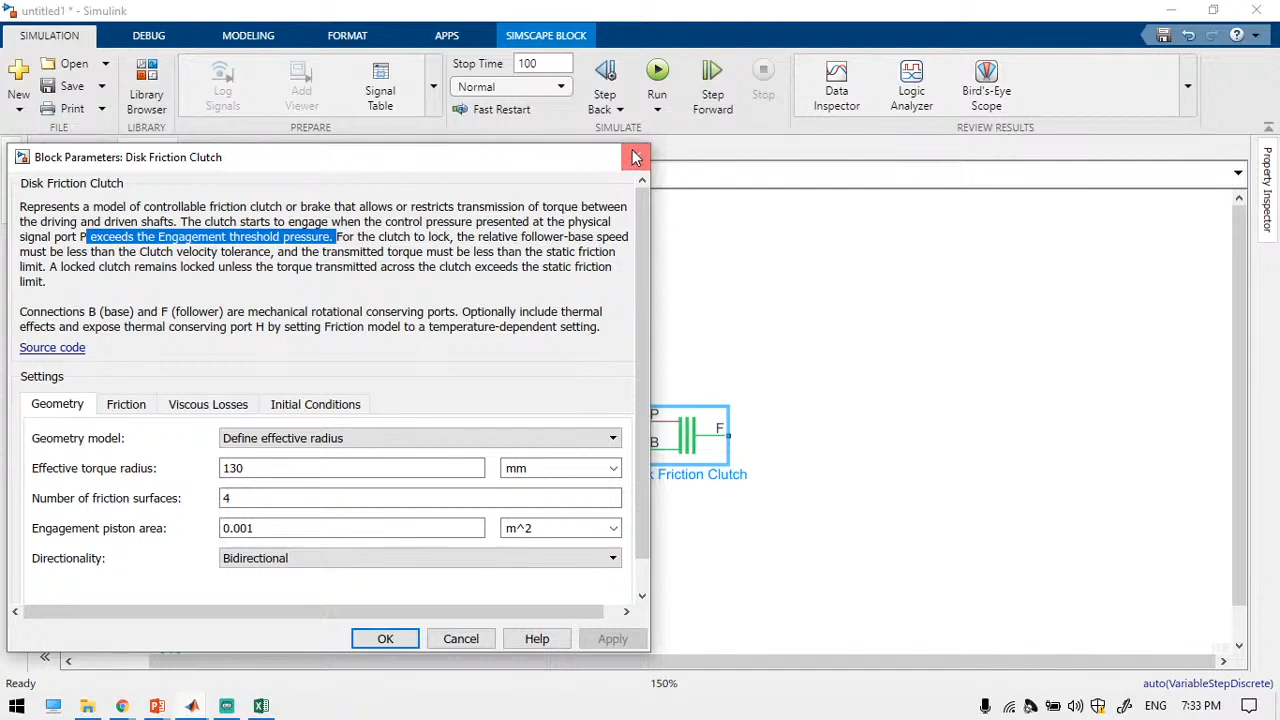 untitled1 * - Simulink
SIMULATION
DEBUG
MODELING
FORMAT
APPS
SIMSCAPE BLOCK
New
Open
Save
Print
FILE
Library
Browser
LIBRARY
Log
Signals
Add
Viewer
Signal
Table
PREPARE
Stop Time 100
Normal
Fast Restart
Step
Back
Run
Step
Forward
Stop
SIMULATE
Data
Inspector
Logic
Analyzer
Bird's-Eye
Scope
REVIEW RESULTS
Property Inspector
Block Parameters: Disk Friction Clutch
Disk Friction Clutch
Represents a model of controllable friction clutch or brake that allows or restricts transmission of torque between
the driving and driven shafts. The clutch starts to engage when the control pressure presented at the physical
signal port P exceeds the Engagement threshold pressure. For the clutch to lock, the relative follower-base speed
must be less than the Clutch velocity tolerance, and the transmitted torque must be less than the static friction
limit. A locked clutch remains locked unless the torque transmitted across the clutch exceeds the static friction
limit.
Connections B (base) and F (follower) are mechanical rotational conserving ports. Optionally include thermal
effects and expose thermal conserving port H by setting Friction model to a temperature-dependent setting.
Source code
Settings
Geometry
Friction
Viscous Losses
Initial Conditions
Geometry model: Define effective radius
Effective torque radius: 130 mm
Number of friction surfaces: 4
Engagement piston area: 0.001 m^2
Directionality: Bidirectional
OK
Cancel
Help
Apply
P
B
F
k Friction Clutch
Ready
150%
auto(VariableStepDiscrete)
ENG
7:33 PM